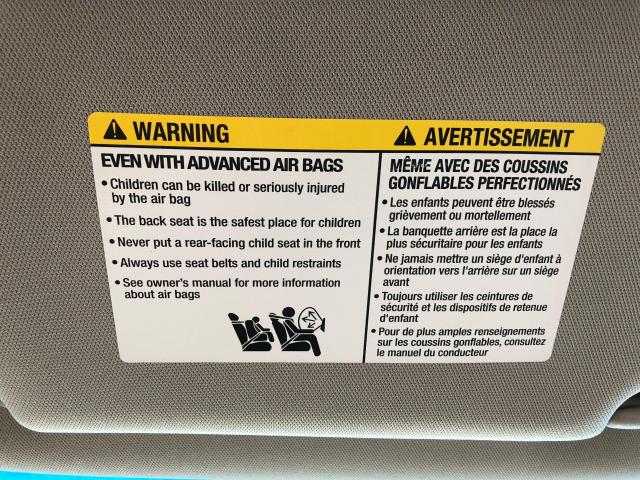 WARNING
EVEN WITH ADVANCED AIR BAGS
• Children can be killed or seriously injured
by the air bag
• The back seat is the safest place for children
• Never put a rear-facing child seat in the front
• Always use seat belts and child restraints
• See owner's manual for more information
about air bags
AVERTISSEMENT
MÊME AVEC DES COUSSINS
GONFLABLES PERFECTIONNÉS
• Les enfants peuvent être blessés
grièvement ou mortellement
• La banquette arrière est la place la
plus sécuritaire pour les enfants
• Ne jamais mettre un siège d'enfant à
orientation vers l'arrière sur un siège
avant
• Toujours utiliser les ceintures de
sécurité et les dispositifs de retenue
d'enfant
• Pour de plus amples renseignements
sur les coussins gonflables, consultez
le manuel du conducteur